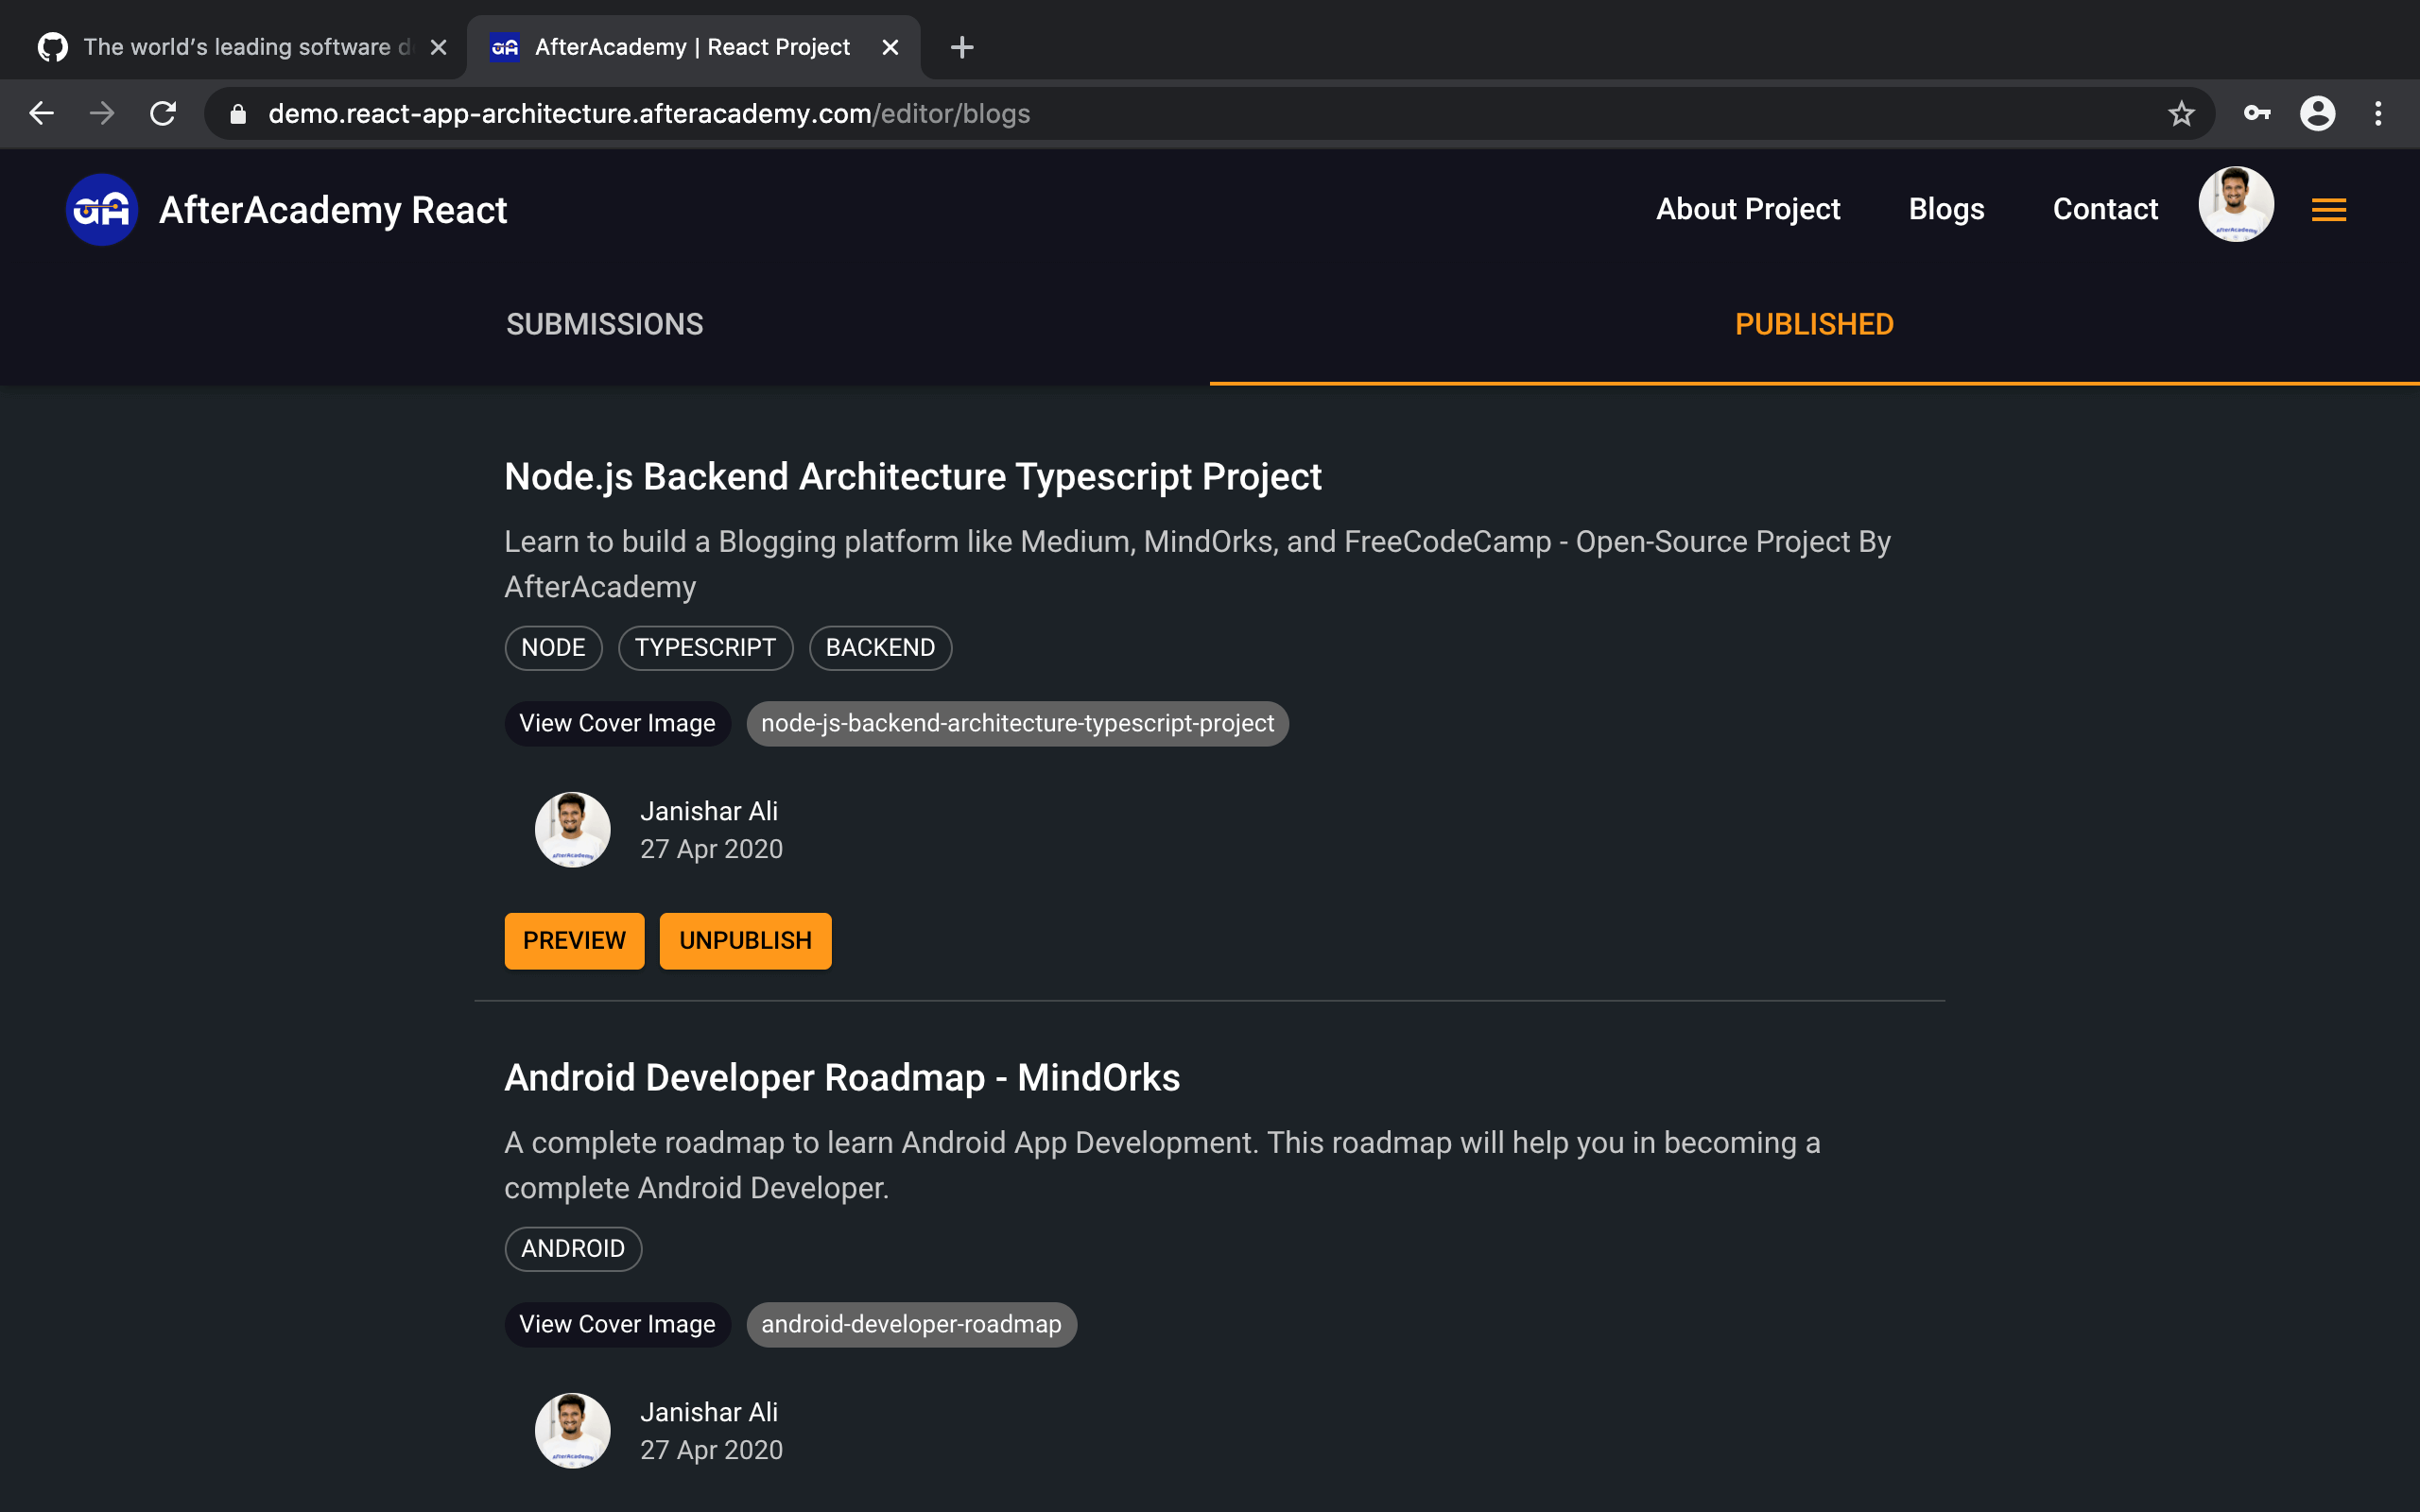 The world's leading software d
AfterAcademy | React Project
demo.react-app-architecture.afteracademy.com/editor/blogs
AfterAcademy React
About Project
Blogs
Contact
SUBMISSIONS
PUBLISHED
Node.js Backend Architecture Typescript Project
Learn to build a Blogging platform like Medium, MindOrks, and FreeCodeCamp - Open-Source Project By
AfterAcademy
NODE TYPESCRIPT BACKEND
View Cover Image node-js-backend-architecture-typescript-project
Janishar Ali
27 Apr 2020
PREVIEW UNPUBLISH
Android Developer Roadmap - MindOrks
A complete roadmap to learn Android App Development. This roadmap will help you in becoming a
complete Android Developer.
ANDROID
View Cover Image android-developer-roadmap
Janishar Ali
27 Apr 2020